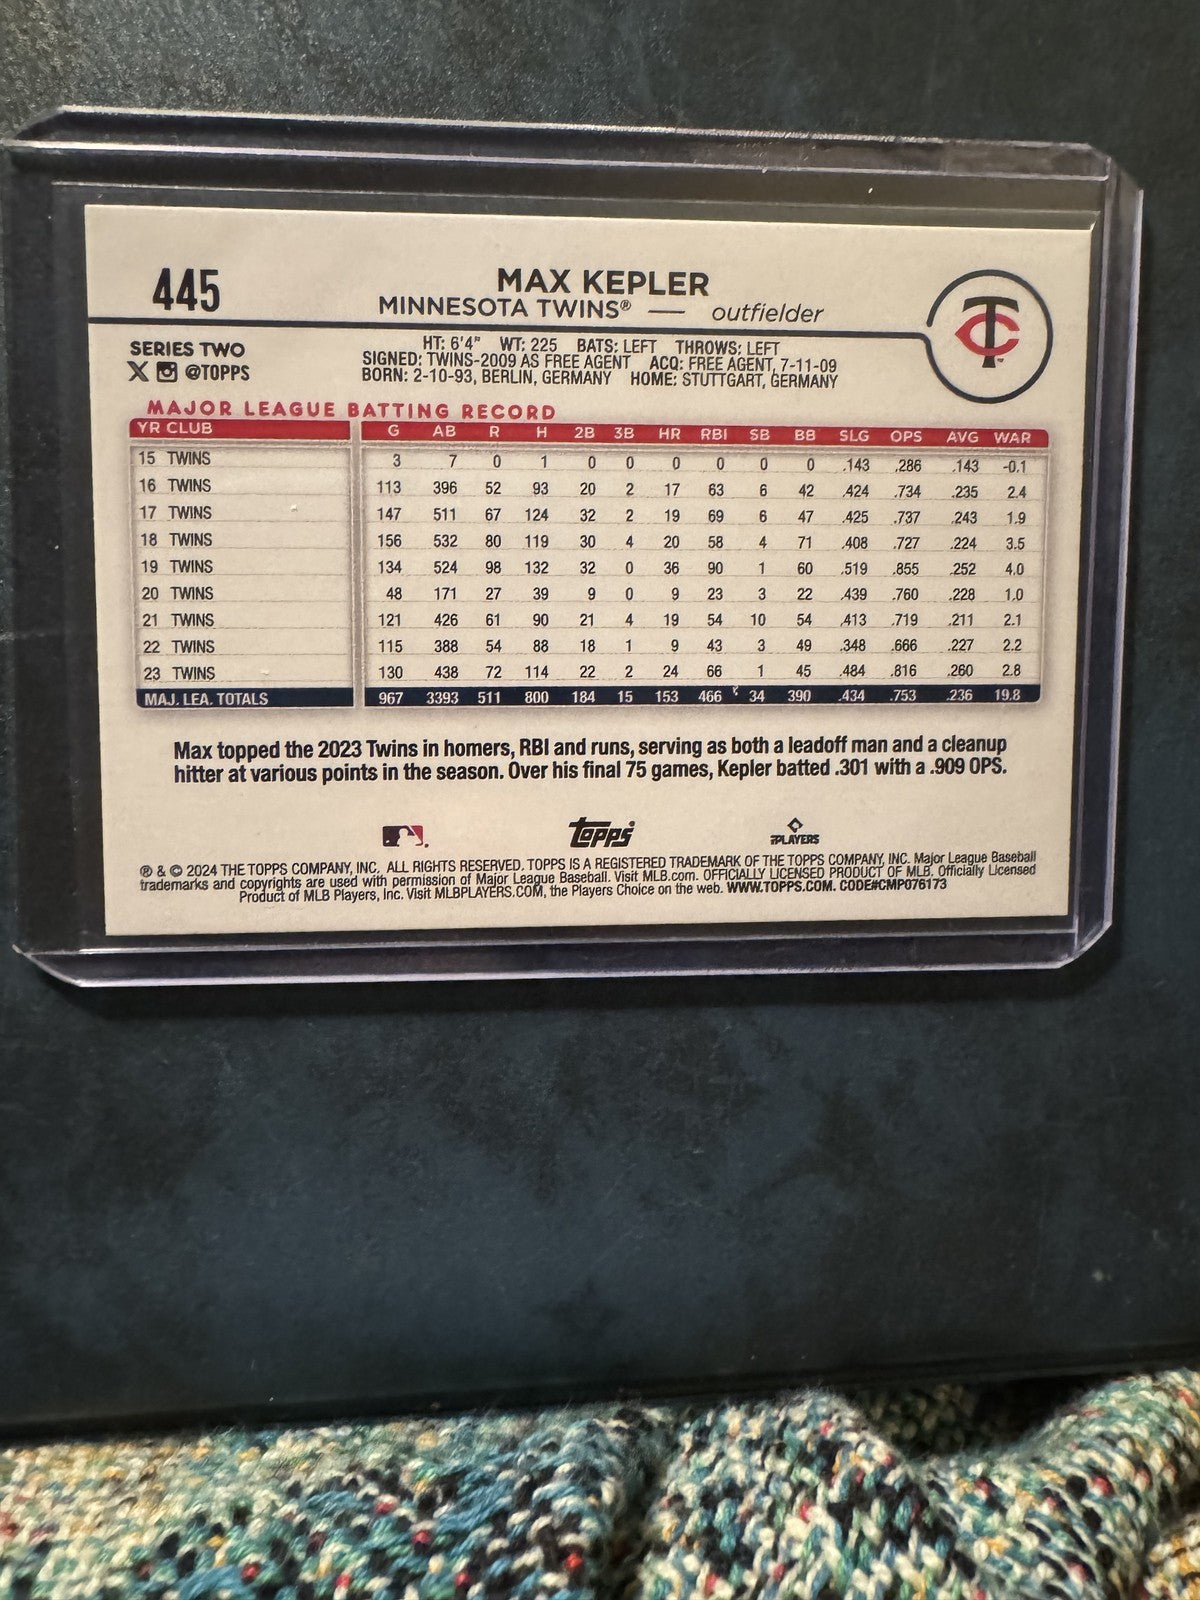 445
MAX KEPLER
MINNESOTA TWINS® — outfielder
SERIES TWO
@TOPPS
HT: 6'4" WT: 225 BATS: LEFT THROWS: LEFT
SIGNED: TWINS-2009 AS FREE AGENT ACQ: FREE AGENT, 7-11-09
BORN: 2-10-93, BERLIN, GERMANY HOME: STUTTGART, GERMANY
MAJOR LEAGUE BATTING RECORD
YR CLUB G AB R H 2B 3B HR RBI SB BB SLG OPS AVG WAR
15 TWINS 3 7 0 1 0 0 0 0 0 0 .143 .286 .143 -0.1
16 TWINS 113 396 52 93 20 2 17 63 6 42 .424 .734 .235 2.4
17 TWINS 147 511 67 124 32 2 19 69 6 47 .425 .737 .243 1.9
18 TWINS 156 532 80 119 30 4 20 58 4 71 .408 .727 .224 3.5
19 TWINS 134 524 98 132 32 0 36 90 1 60 .519 .855 .252 4.0
20 TWINS 48 171 27 39 9 0 9 23 3 22 .439 .760 .228 1.0
21 TWINS 121 426 61 90 21 4 19 54 10 54 .413 .719 .211 2.1
22 TWINS 115 388 54 88 18 1 9 43 3 49 .348 .666 .227 2.2
23 TWINS 130 438 72 114 22 2 24 66 1 45 .484 .816 .260 2.8
MAJ. LEA. TOTALS 967 3393 511 800 184 15 153 466 34 390 .434 .753 .236 19.8
Max topped the 2023 Twins in homers, RBI and runs, serving as both a leadoff man and a cleanup
hitter at various points in the season. Over his final 75 games, Kepler batted .301 with a .909 OPS.
Topps
PLAYERS
® & © 2024 THE TOPPS COMPANY, INC. ALL RIGHTS RESERVED. TOPPS IS A REGISTERED TRADEMARK OF THE TOPPS COMPANY, INC. Major League Baseball
trademarks and copyrights are used with permission of Major League Baseball. Visit MLB.com. OFFICIALLY LICENSED PRODUCT OF MLB. Officially Licensed
Product of MLB Players, Inc. Visit MLBPLAYERS.COM, the Players Choice on the web. WWW.TOPPS.COM. CODE#CMP076173